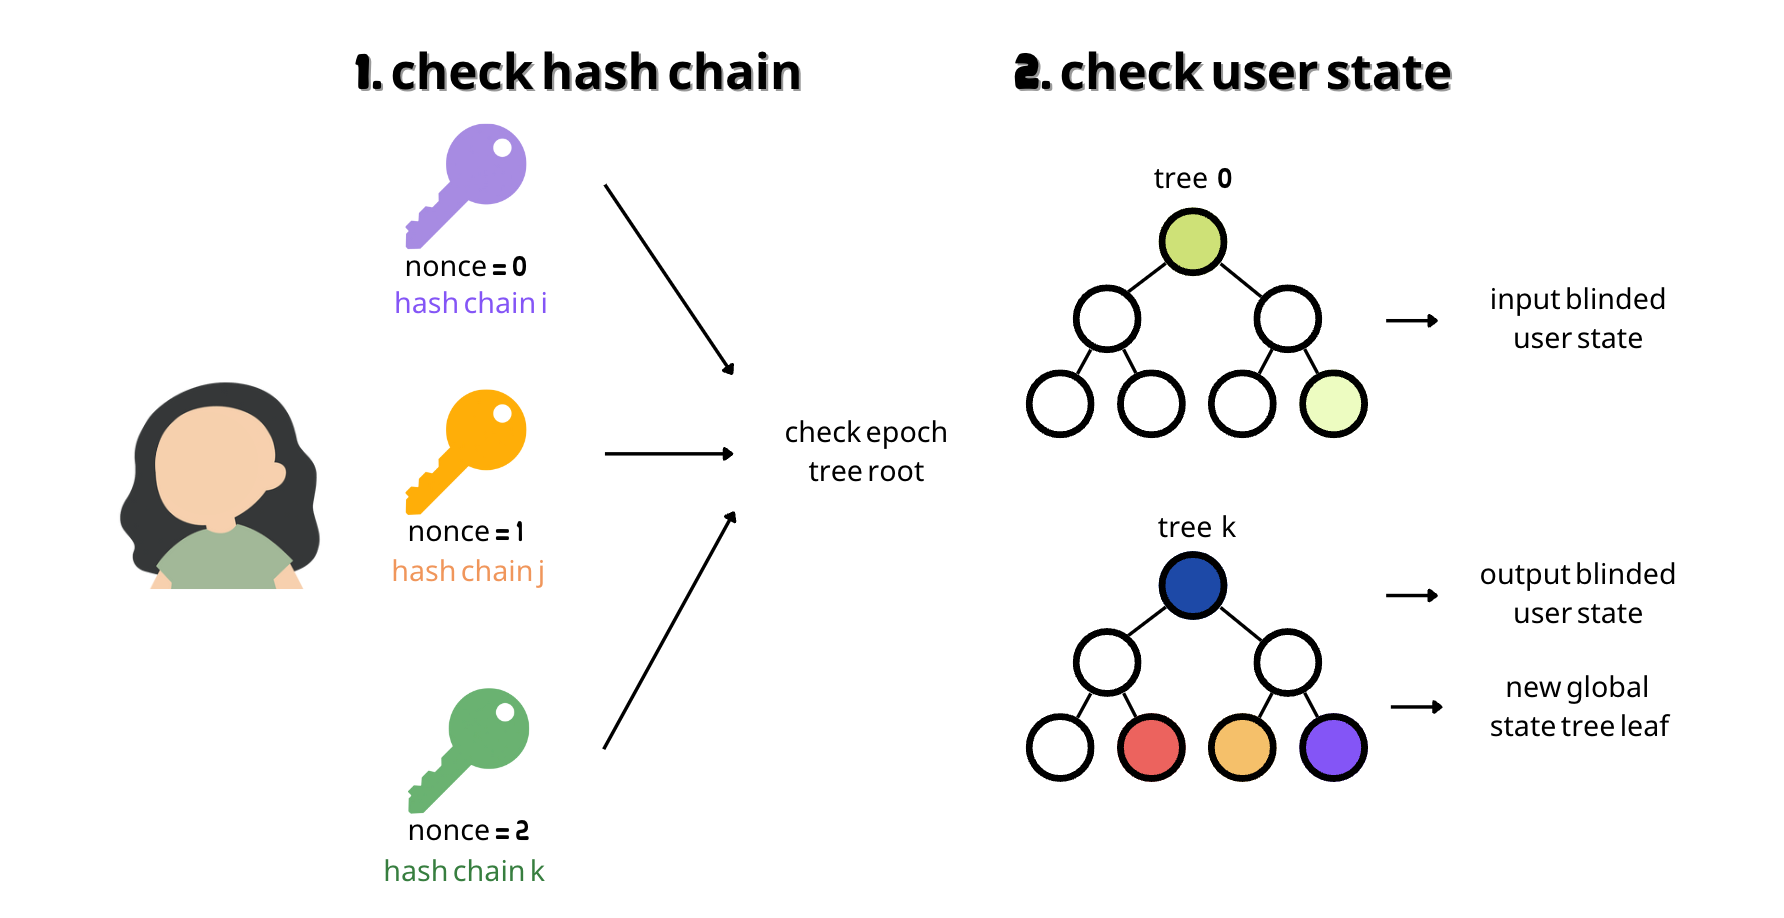 1. check hash chain
nonce = 0
hash chain i
nonce = 1
hash chain j
nonce = 2
hash chain k
check epoch
tree root
2. check user state
tree 0
input blinded
user state
tree k
output blinded
user state
new global
state tree leaf